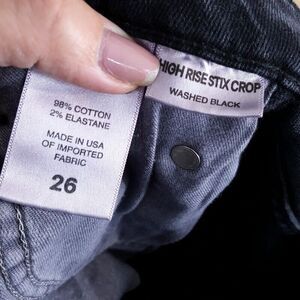 98% COTTON
2% ELASTANE
MADE IN USA
OF IMPORTED
FABRIC
26
HIGH RISE STIX CROP
WASHED BLACK